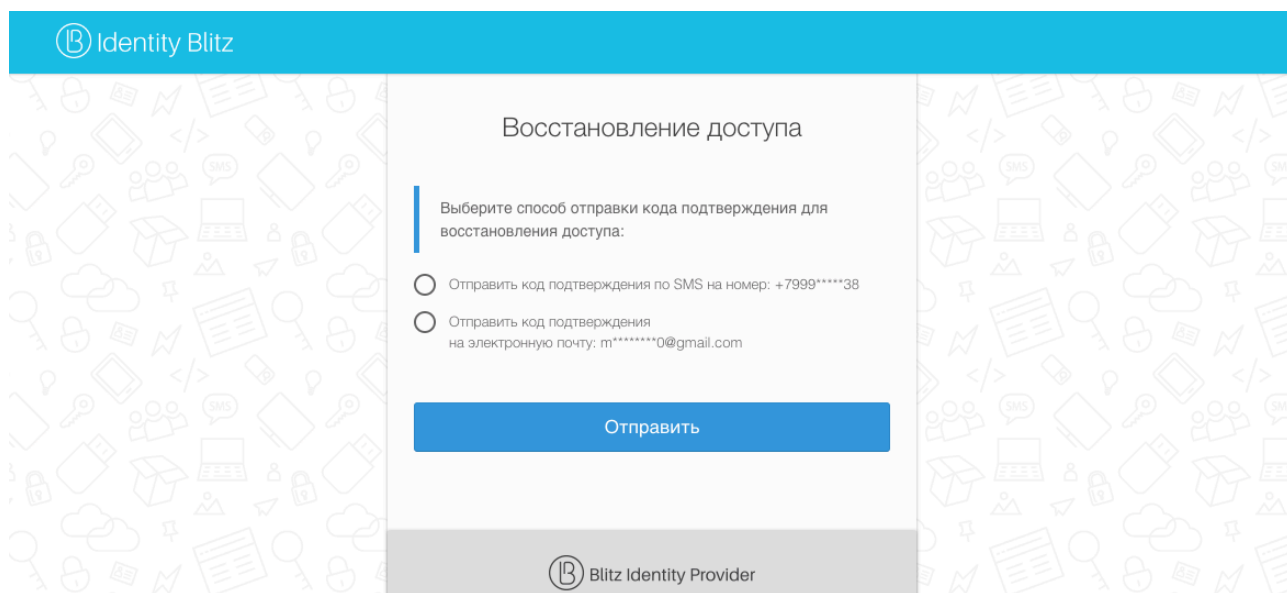 Identity Blitz
Восстановление доступа
Выберите способ отправки кода подтверждения для
восстановления доступа:
Отправить код подтверждения по SMS на номер: +7999*****38
Отправить код подтверждения
на электронную почту: m********0@gmail.com
Отправить
Blitz Identity Provider